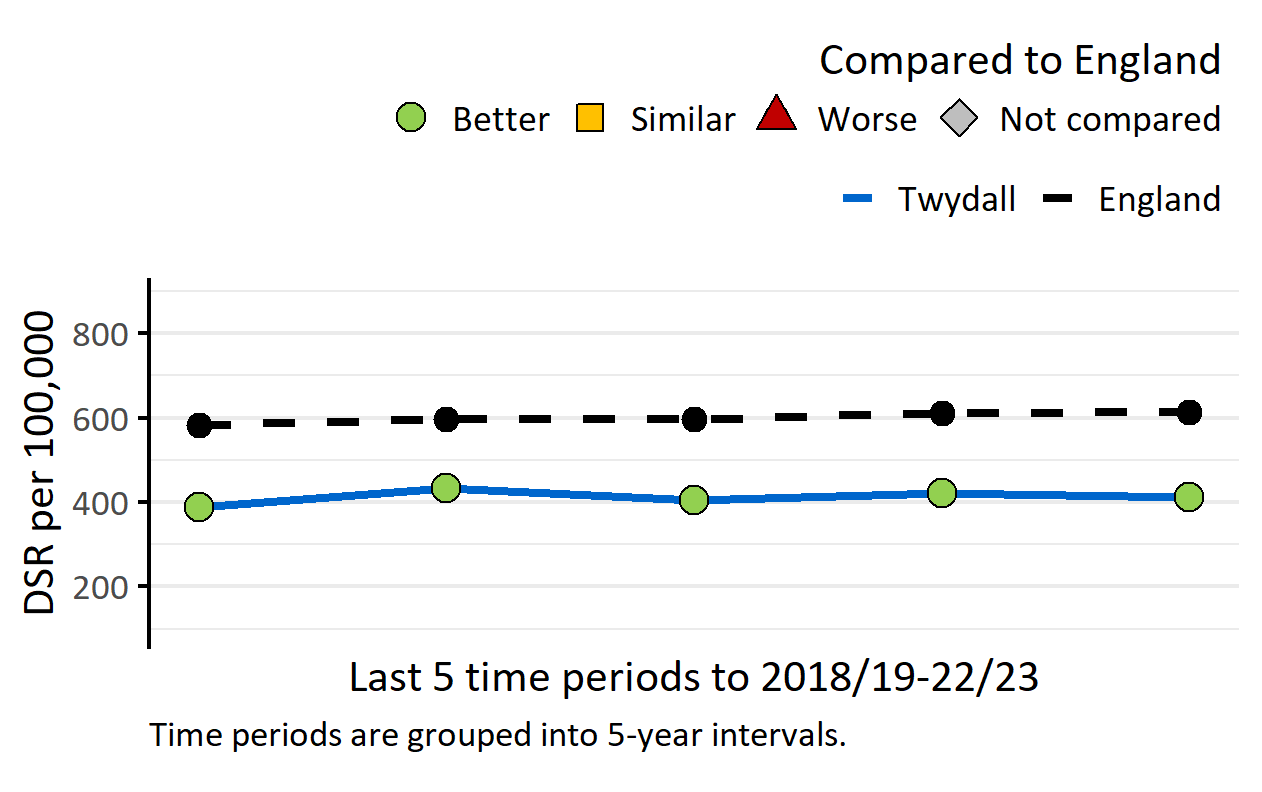 Compared to England
Better Similar Worse Not compared
Twydall England
DSR per 100,000
800
600
400
200
Last 5 time periods to 2018/19-22/23
Time periods are grouped into 5-year intervals.